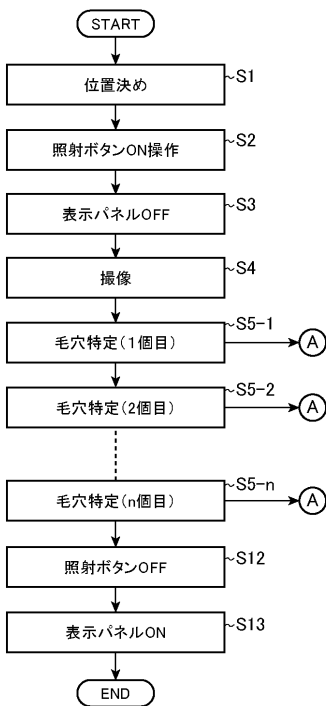 START
位置決め
~S1
照射ボタンON操作
~S2
表示パネルOFF
~S3
撮像
~S4
毛穴特定(1個目)
S5-1
A
毛穴特定(2個目)
S5-2
A
毛穴特定(n個目)
S5-n
A
照射ボタンOFF
~S12
表示パネルON
~S13
END